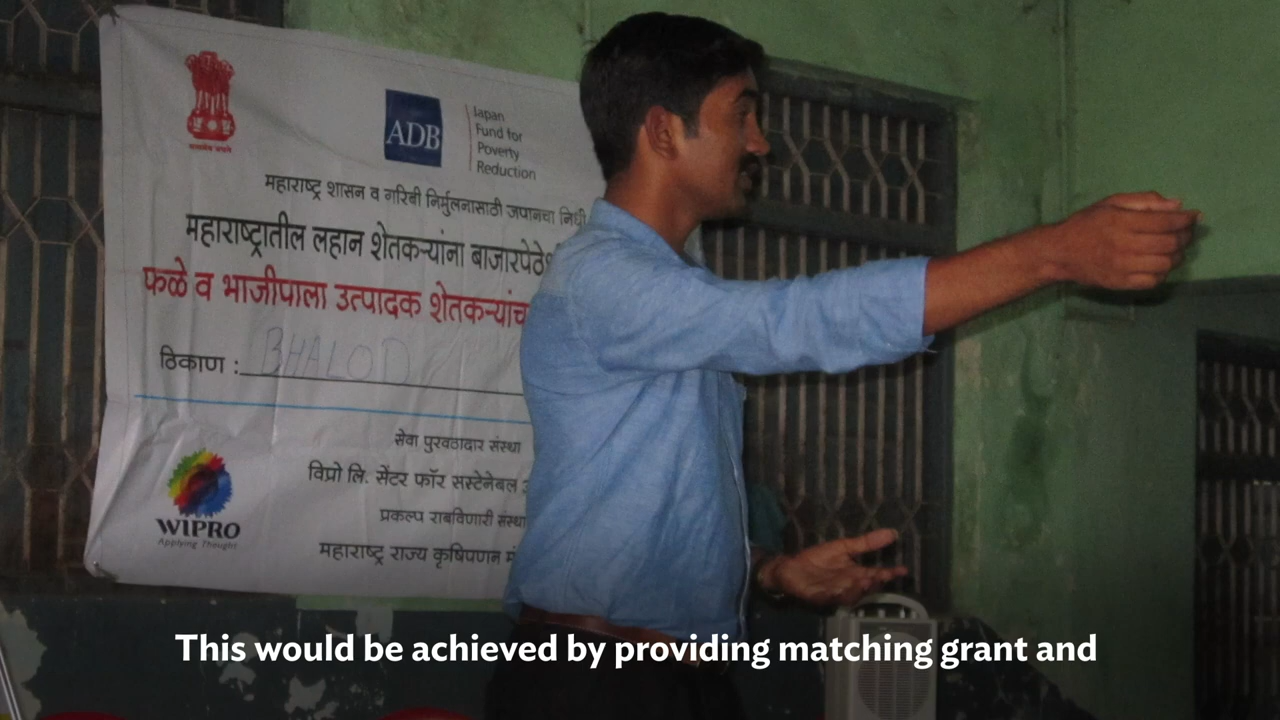 ADB
Japan
Fund for
Poverty
Reduction
महाराष्ट्र शासन व गरिबी निर्मुलनासाठी जपानचा निधी
महाराष्ट्रातील लहान शेतकऱ्यांना
फळे व भाजीपाला उत्पादक
ठिकाण : BHALOD
सेवा पुरवठादार संस्था
विप्रो लि. सेंटर फॉर सस्टेनेबल
प्रकल्प राबविणारी संस्था
महाराष्ट्र राज्य कृषिपणन
WIPRO
Applying Thought
This would be achieved by providing matching grant and